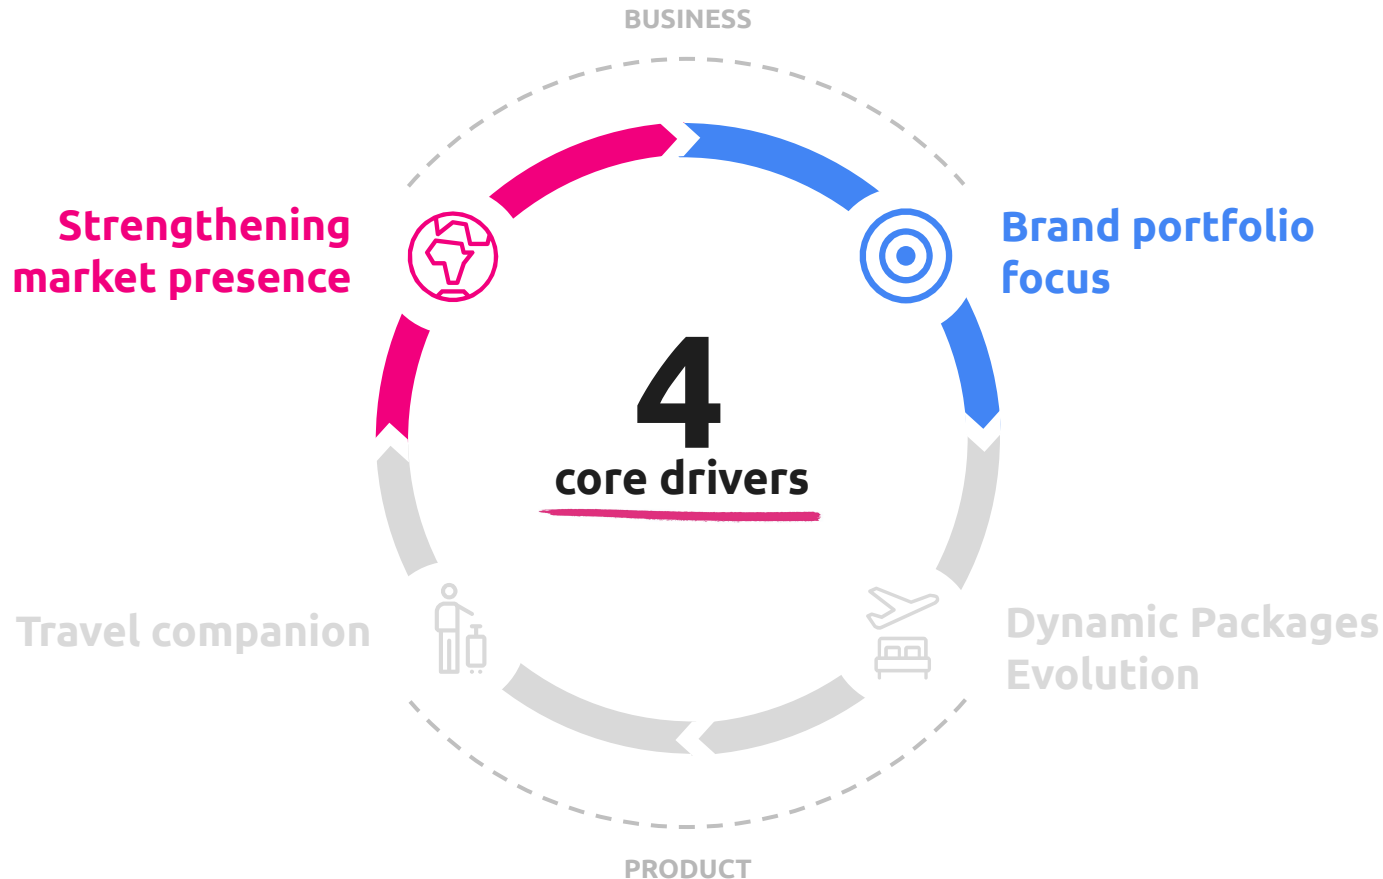 BUSINESS
Strengthening
market presence
Brand portfolio
focus
4
core drivers
Travel companion
Dynamic Packages
Evolution
PRODUCT